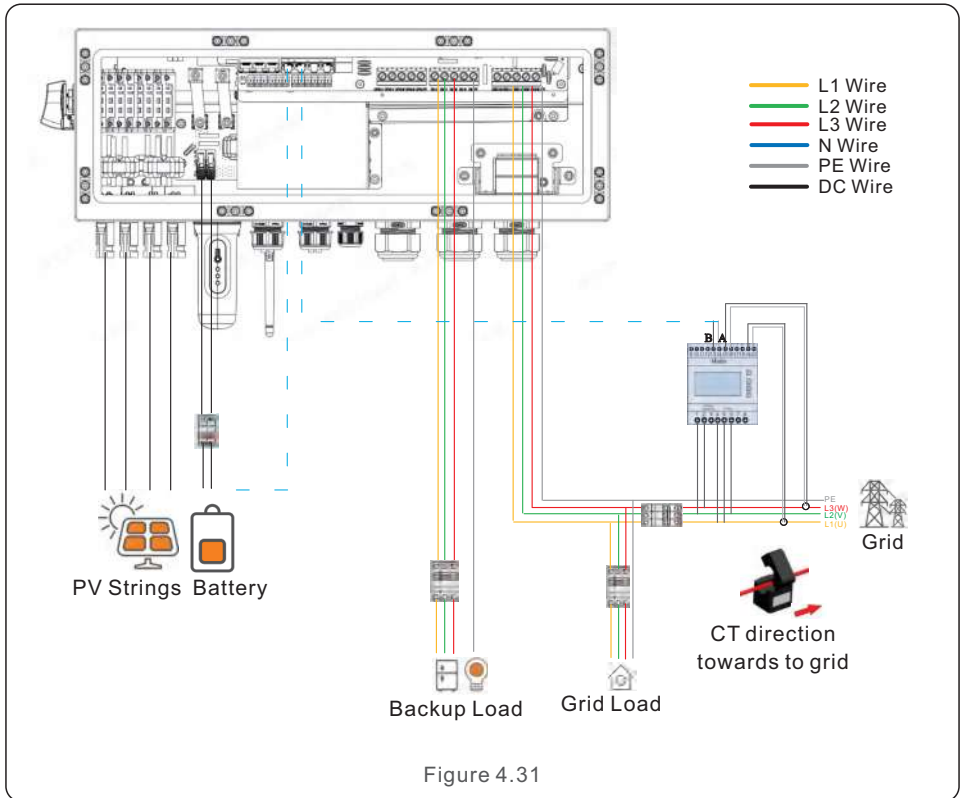 L1 Wire
L2 Wire
L3 Wire
N Wire
PE Wire
DC Wire
B A
PE
L3(W)
L2(V)
L1(U)
Grid
PV Strings Battery
CT direction
towards to grid
Backup Load
Grid Load
Figure 4.31